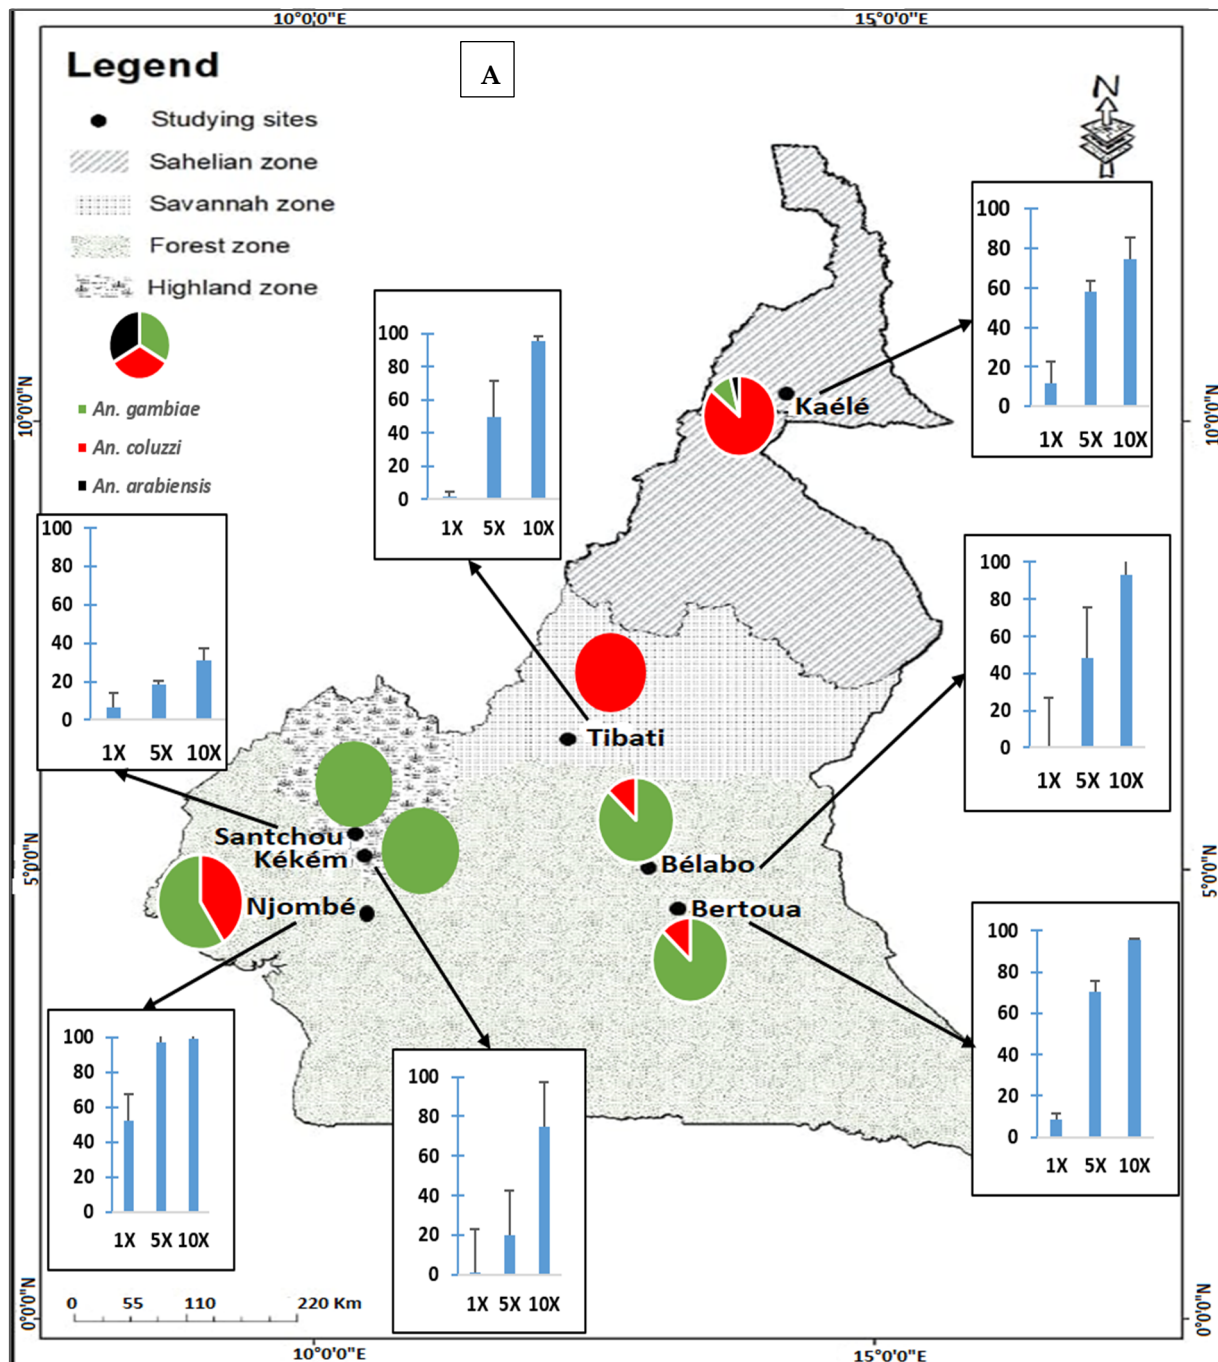 10°0'0"E 15°0'0"E
Legend
A
N
Studying sites
Sahelian zone
Savannah zone
Forest zone
Highland zone
An. gambiae
An. coluzzi
An. arabiensis
10°0'0"N
10°0'0"N
5°0'0"N
5°0'0"N
0°0'0"N
0°0'0"N
100
80
60
40
20
0
1X 5X 10X
Kaélé
100
80
60
40
20
0
1X 5X 10X
Tibati
100
80
60
40
20
0
1X 5X 10X
Santchou
Kékém
Njombé
100
80
60
40
20
0
1X 5X 10X
Bélabo
Bertoua
100
80
60
40
20
0
1X 5X 10X
100
80
60
40
20
0
1X 5X 10X
100
80
60
40
20
0
1X 5X 10X
0 55 110 220 Km
10°0'0"E 15°0'0"E